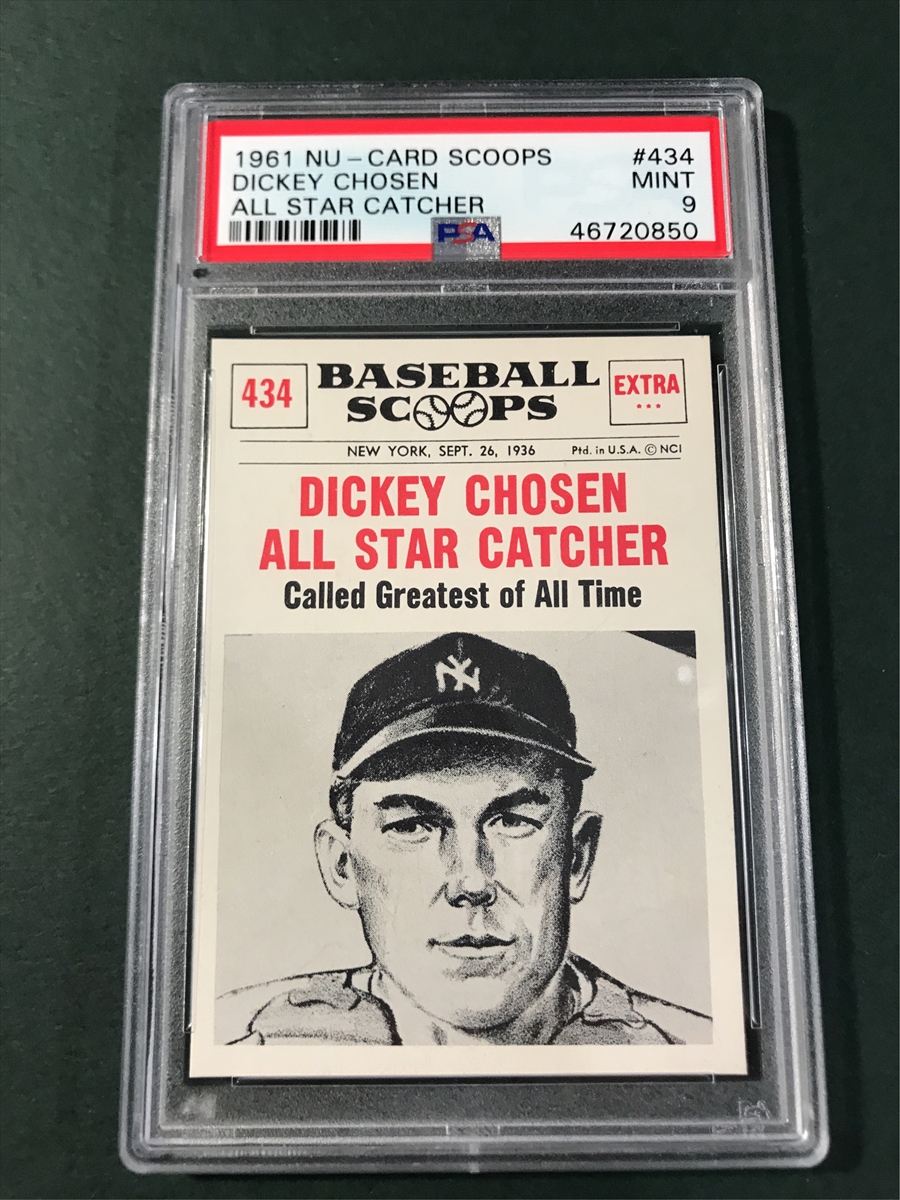 1961 NU-CARD SCOOPS #434
DICKEY CHOSEN MINT
ALL STAR CATCHER 9
PSA 46720850
434 BASEBALL EXTRA
SCOOPS
NEW YORK, SEPT. 26, 1936 Ptd. in U.S.A. © NCI
DICKEY CHOSEN
ALL STAR CATCHER
Called Greatest of All Time
NY